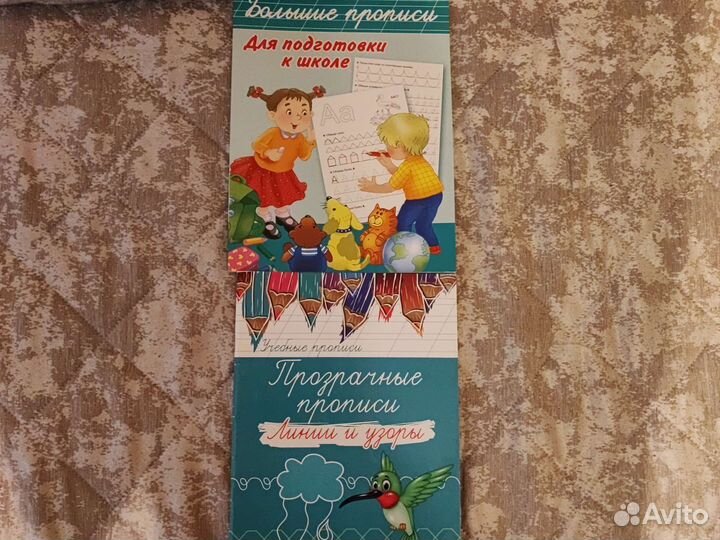 Большие прописи
Для подготовки
к школе
Аа
Учебные прописи
Прозрачные
прописи
Линии и узоры
Avito